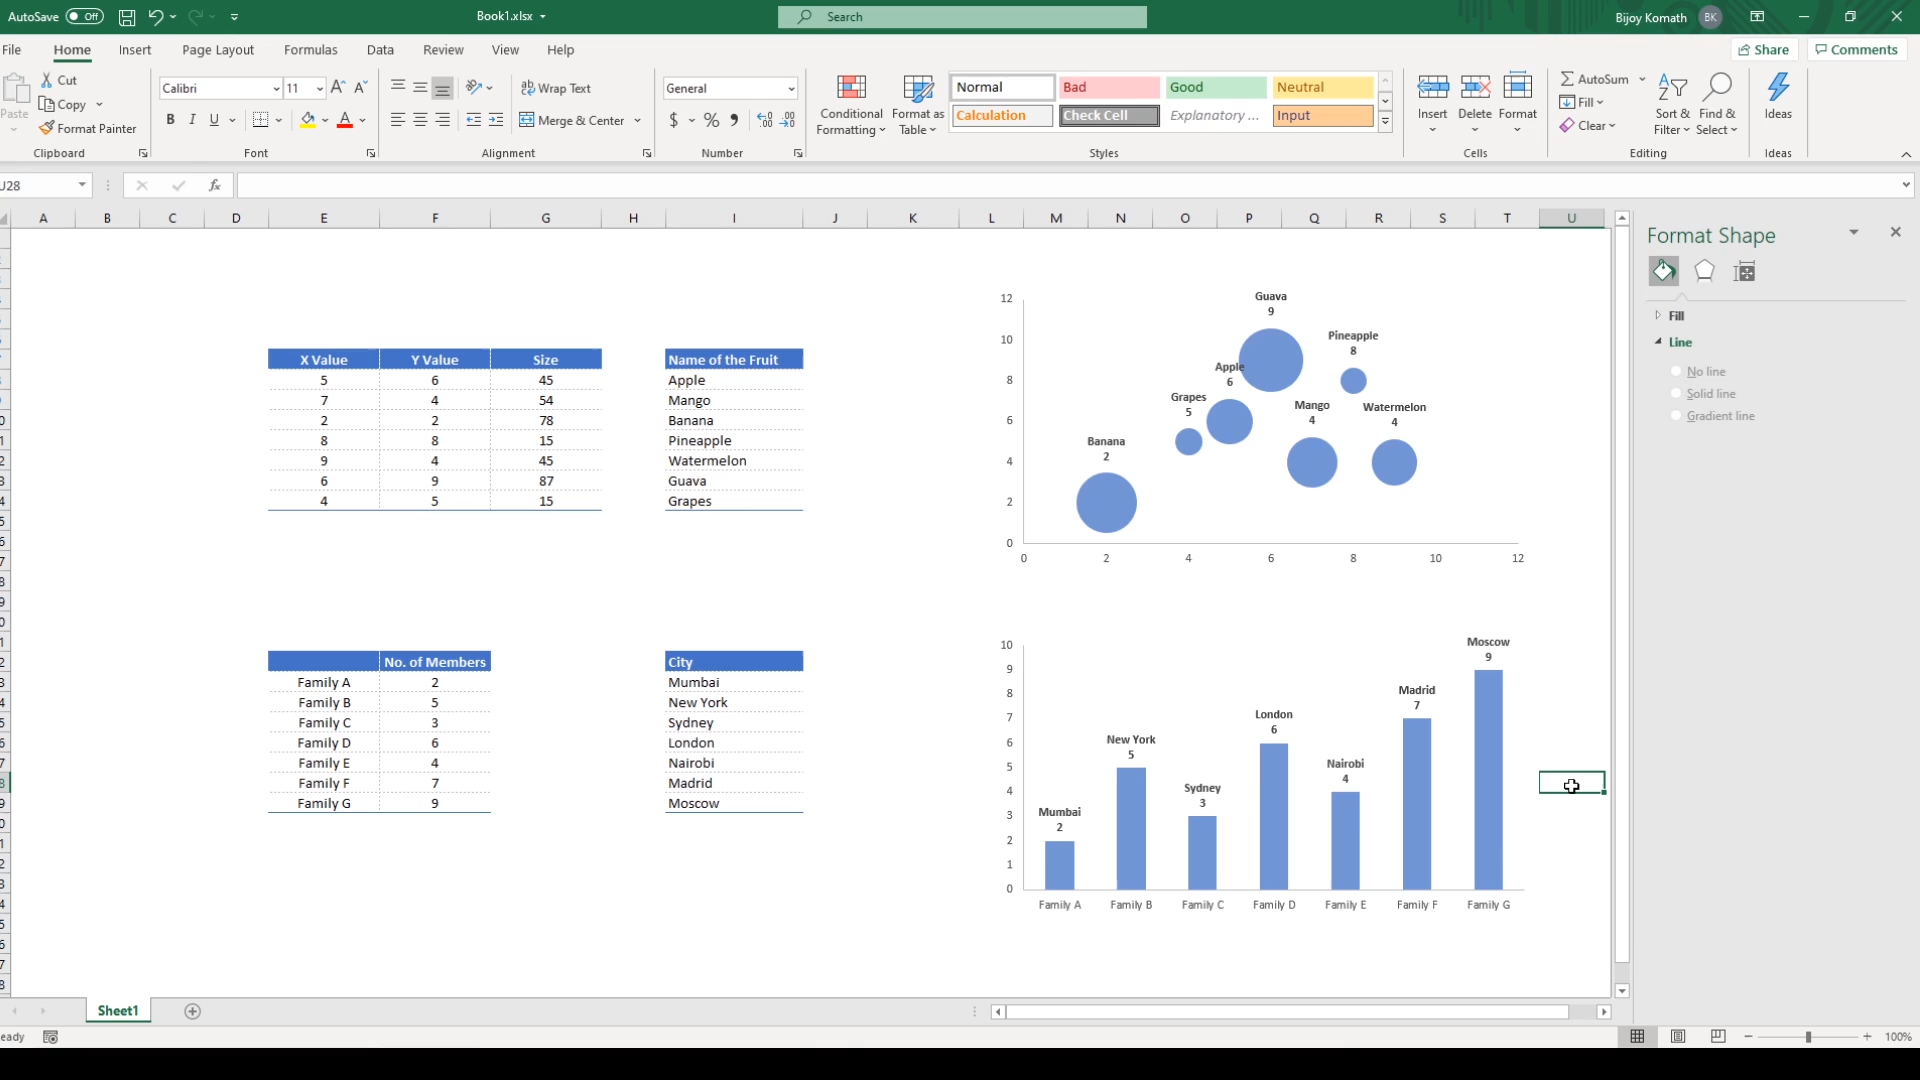 AutoSave Off Book1.xlsx Search Bijoy Komath BK
File Home Insert Page Layout Formulas Data Review View Help Share Comments
Paste Cut Copy Format Painter
Clipboard
Calibri 11 A A
B I U A
Font
Wrap Text
Merge & Center
Alignment
General
$ % 9
Number
Conditional Formatting
Format as Table
Normal Bad Good Neutral
Calculation Check Cell Explanatory ... Input
Styles
Insert Delete Format
Cells
AutoSum
Fill
Clear
Sort & Filter
Find & Select
Editing
Ideas
Ideas
U28 fx
A B C D E F G H I J K L M N O P Q R S T U
X Value Y Value Size
5 6 45
7 4 54
2 2 78
8 8 15
9 4 45
6 9 87
4 5 15
Name of the Fruit
Apple
Mango
Banana
Pineapple
Watermelon
Guava
Grapes
12
10
8
6
4
2
0
0 2 4 6 8 10 12
Guava
9
Pineapple
8
Apple
6
Grapes
5
Mango
4
Watermelon
4
Banana
2
No. of Members
Family A 2
Family B 5
Family C 3
Family D 6
Family E 4
Family F 7
Family G 9
City
Mumbai
New York
Sydney
London
Nairobi
Madrid
Moscow
10
9
8
7
6
5
4
3
2
1
0
Mumbai
2
New York
5
Sydney
3
London
6
Nairobi
4
Madrid
7
Moscow
9
Family A Family B Family C Family D Family E Family F Family G
Format Shape
Fill
Line
No line
Solid line
Gradient line
Sheet1
eady 100%